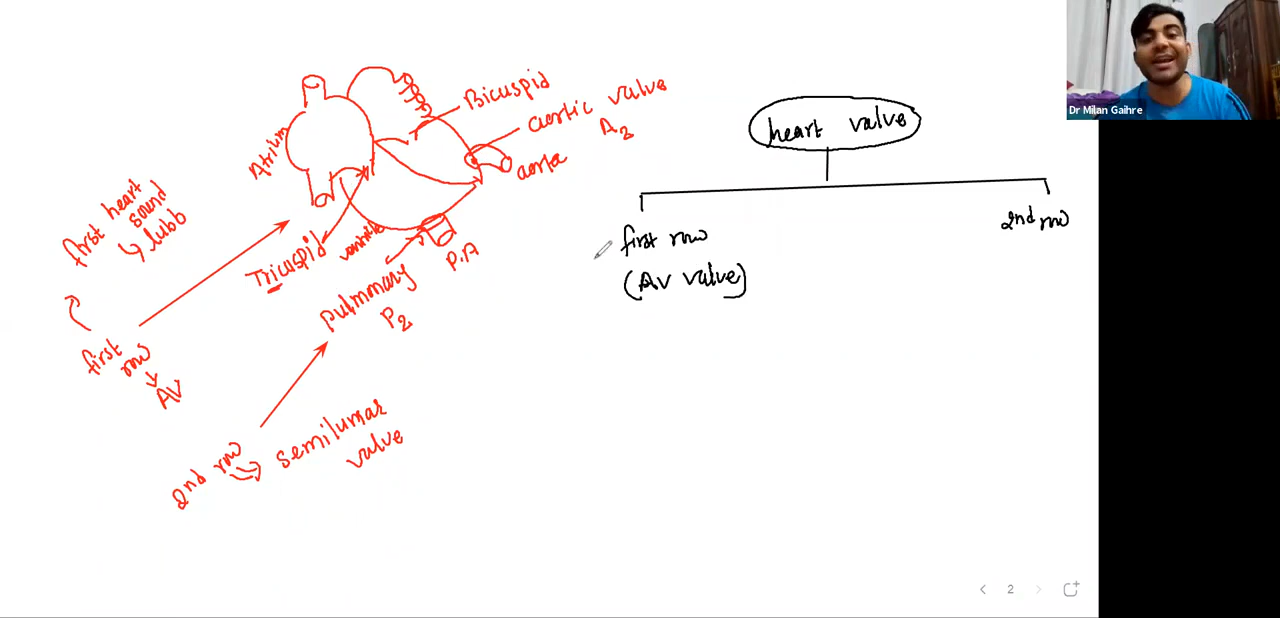 Bicuspid
aortic valve
A2
aorta
Atrium
first heart
sound
↳ lubb
Tricuspid
ventricle
P.A
pulmonary
P2
first
row
AV
2nd row
semilunar
valve
heart valve
first row
(AV valve)
2nd row
Dr Milan Gaihre
2